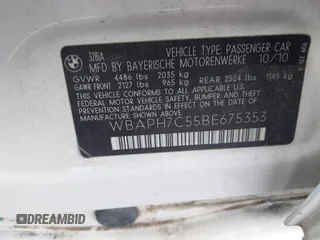 BMW
328iA VEHICLE TYPE: PASSENGER CAR
MFD BY BAYERISCHE MOTORENWERKE 10/10
GVWR 4486 lbs 2035 kg
GAWR FRONT 2127 lbs 965 kg REAR 2524 lbs 1145 kg
THIS VEHICLE CONFORMS TO ALL APPLICABLE
U.S. FEDERAL MOTOR VEHICLE SAFETY, BUMPER,
AND THEFT PREVENTION STANDARDS IN EFFECT
ON THE DATE OF MANUFACTURE SHOWN ABOVE.
WBAPH7C55BE675353
DREAMBID